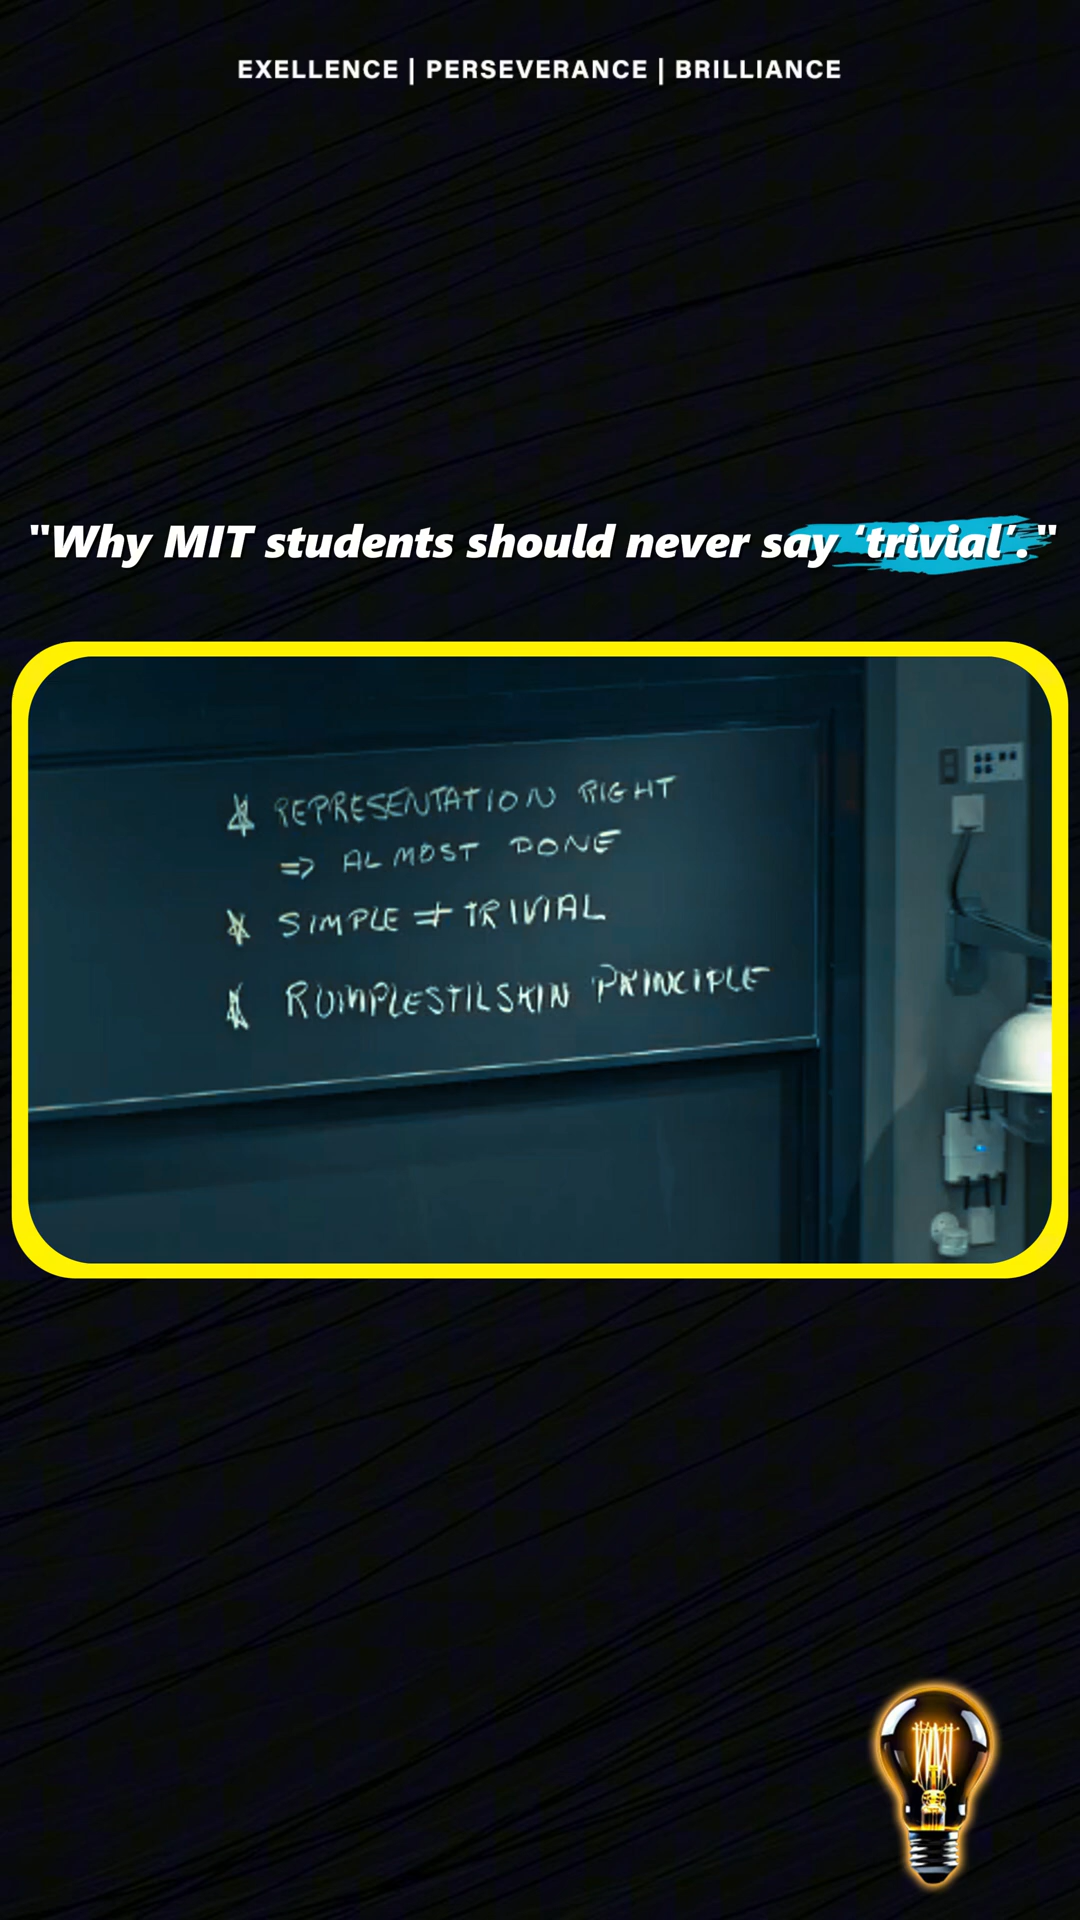 EXELLENCE | PERSEVERANCE | BRILLIANCE
"Why MIT students should never say ‘trivial’."
* REPRESENTATION RIGHT
=> ALMOST DONE
* SIMPLE ≠ TRIVIAL
* RUMPLESTILSKIN PRINCIPLE